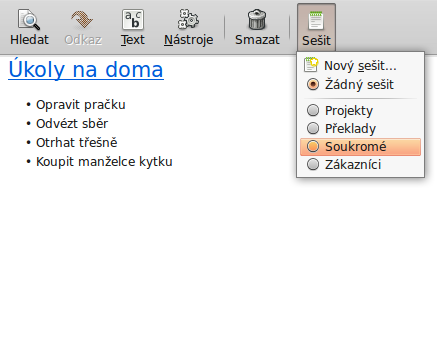 Hledat Odkaz Text Nástroje Smazat Sešit
Úkoly na doma
• Opravit pračku
• Odvézt sběr
• Otrhat třešně
• Koupit manželce kytku
Nový sešit...
Žádný sešit
Projekty
Překlady
Soukromé
Zákazníci